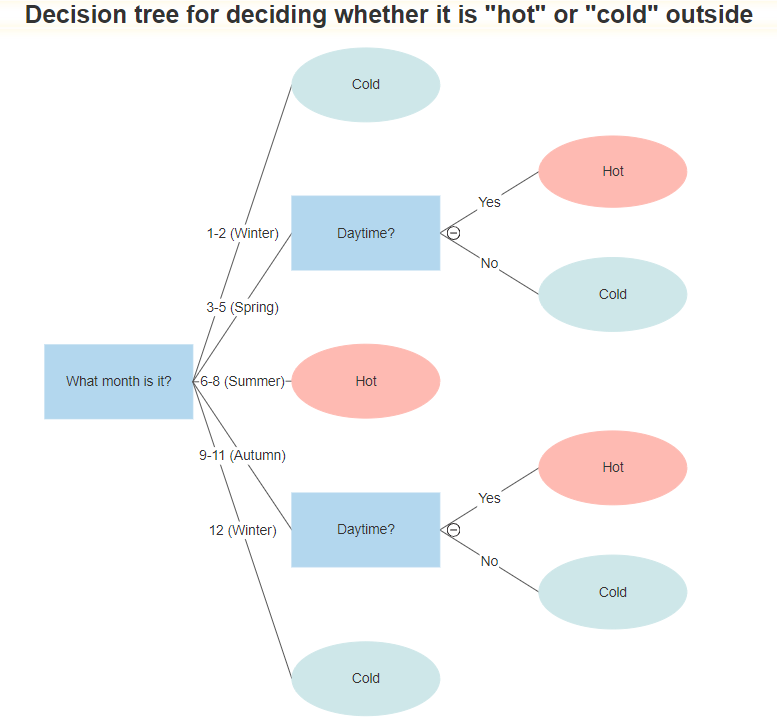 Decision tree for deciding whether it is "hot" or "cold" outside
Cold
Hot
Yes
1-2 (Winter)
Daytime?
No
Cold
3-5 (Spring)
What month is it?
6-8 (Summer)
Hot
9-11 (Autumn)
Hot
Yes
12 (Winter)
Daytime?
No
Cold
Cold